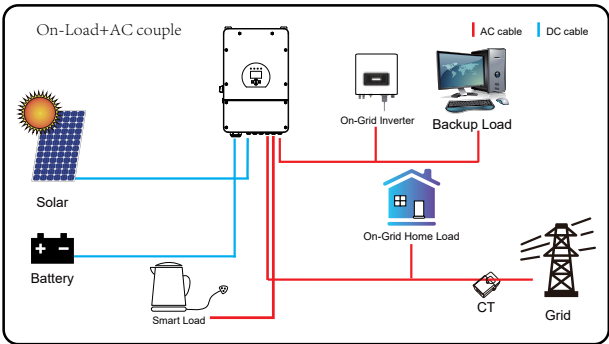 On-Load+AC couple
AC cable
DC cable
On-Grid Inverter
Backup Load
Solar
On-Grid Home Load
Battery
Smart Load
CT
Grid